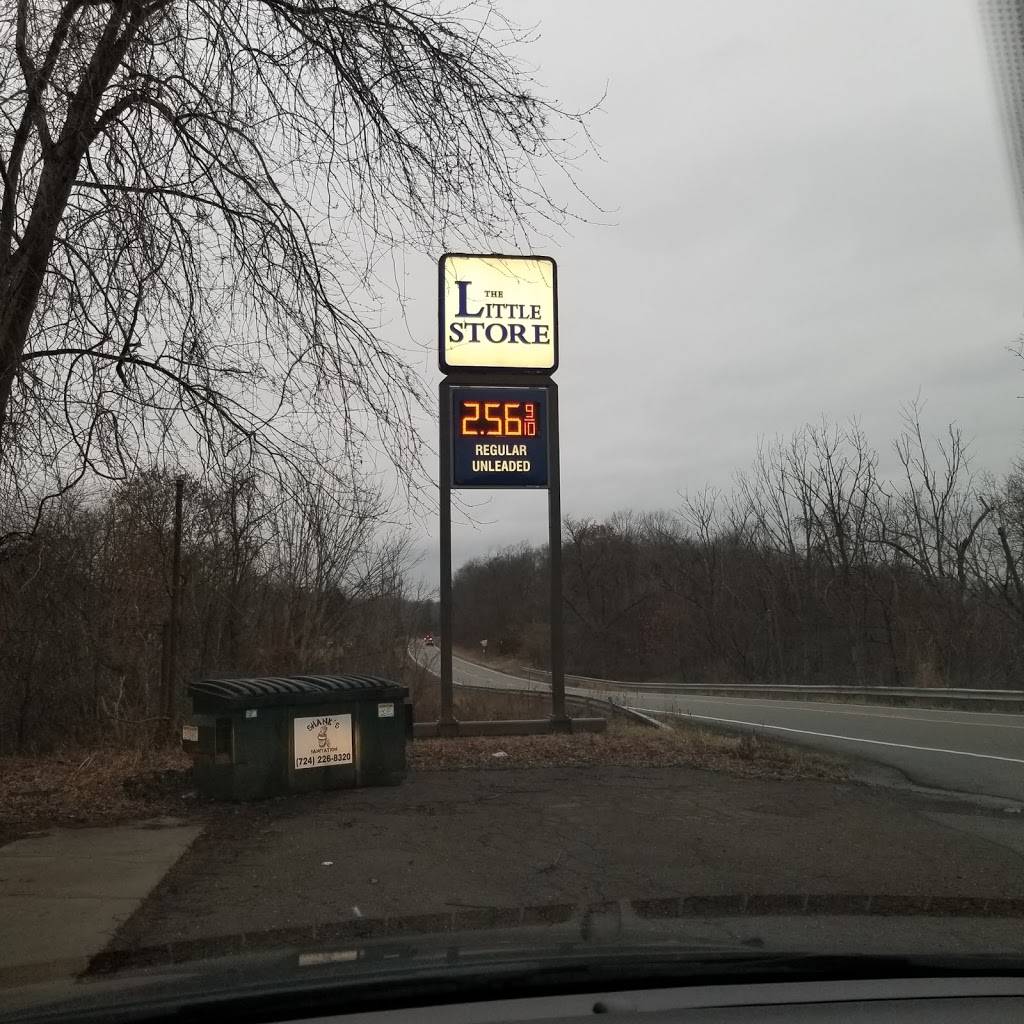 THE
LITTLE
STORE
2.56 9/10
REGULAR
UNLEADED
SHANK'S
SANITATION
(724) 226-8320